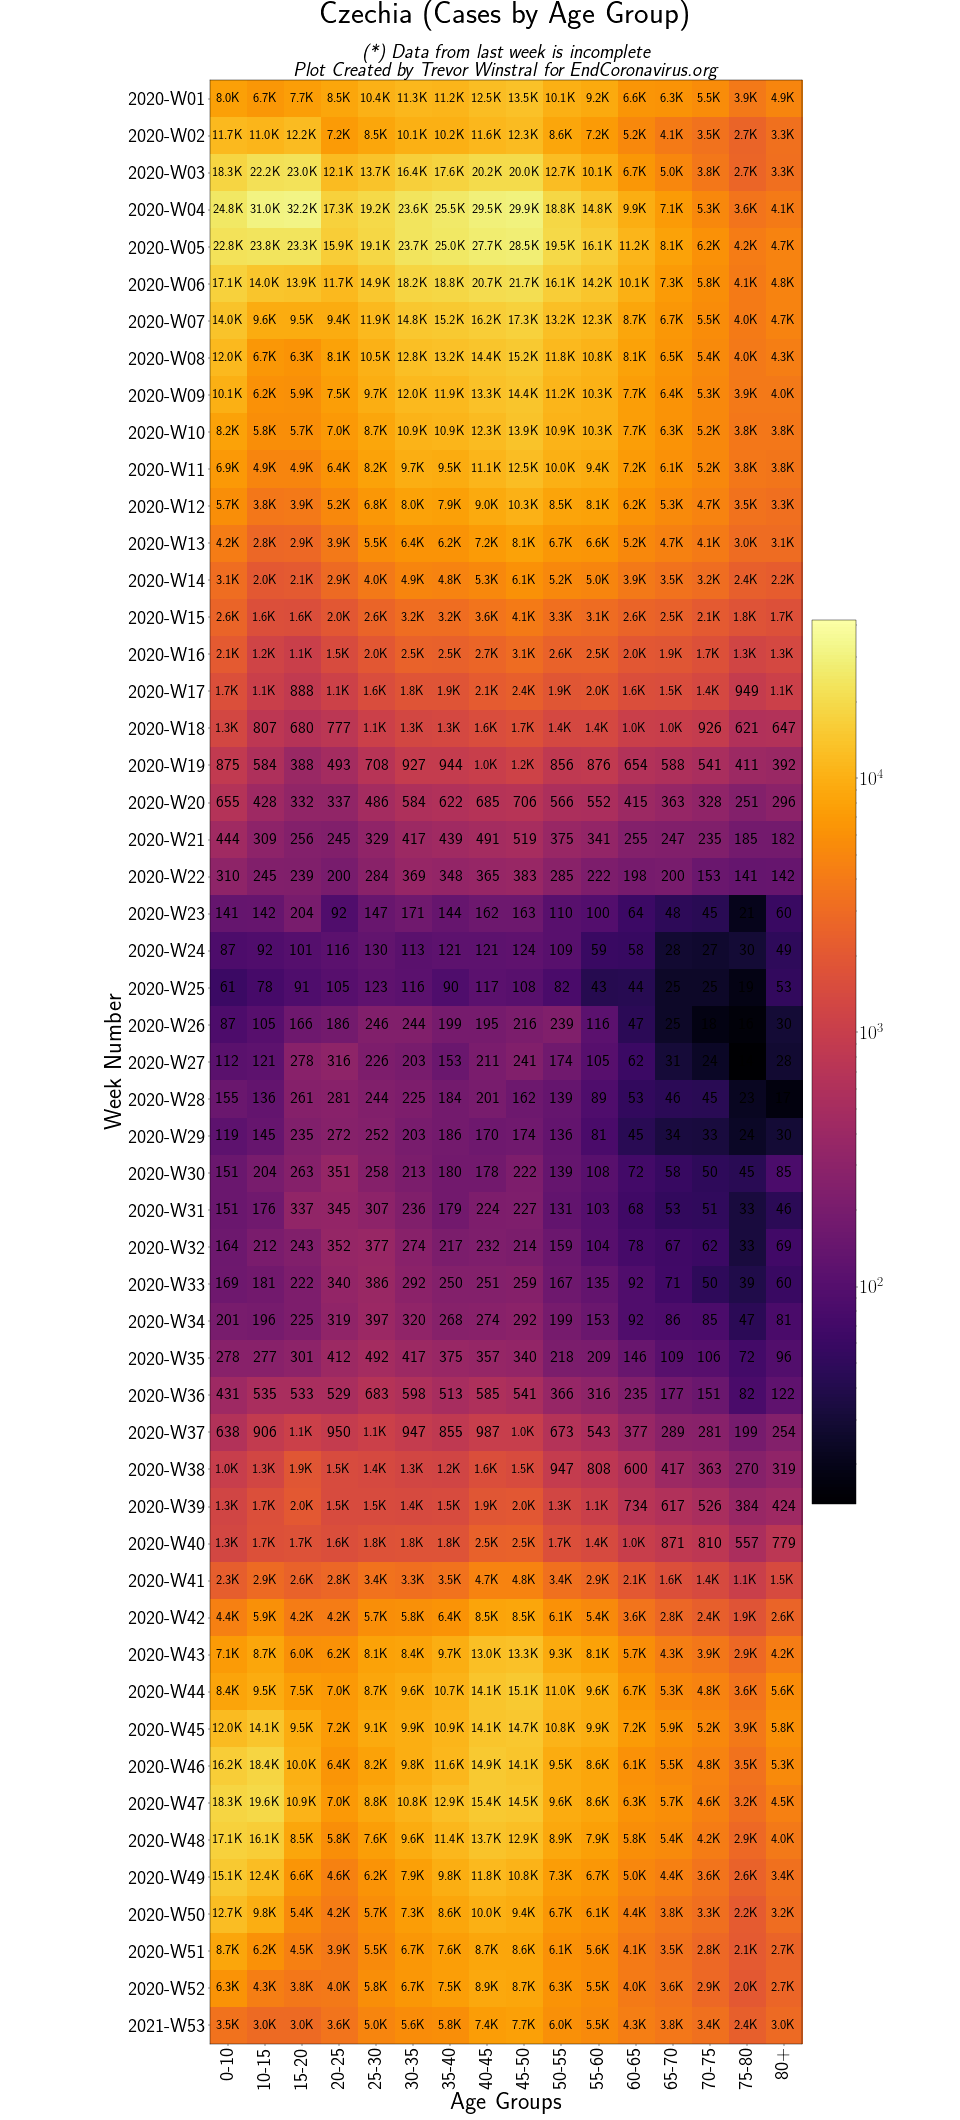 Czechia (Cases by Age Group)
(*) Data from last week is incomplete
Plot Created by Trevor Winstral for EndCoronavirus.org
2020-W01 8.0K 6.7K 7.7K 8.5K 10.4K 11.3K 11.2K 12.5K 13.5K 10.1K 9.2K 6.6K 6.3K 5.5K 3.9K 4.9K
2020-W02 11.7K 11.0K 12.2K 7.2K 8.5K 10.1K 10.2K 11.6K 12.3K 8.6K 7.2K 5.2K 4.1K 3.5K 2.7K 3.3K
2020-W03 18.3K 22.2K 23.0K 12.1K 13.7K 16.4K 17.6K 20.2K 20.0K 12.7K 10.1K 6.7K 5.0K 3.8K 2.7K 3.3K
2020-W04 24.8K 31.0K 32.2K 17.3K 19.2K 23.6K 25.5K 29.5K 29.9K 18.8K 14.8K 9.9K 7.1K 5.3K 3.6K 4.1K
2020-W05 22.8K 23.8K 23.3K 15.9K 19.1K 23.7K 25.0K 27.7K 28.5K 19.5K 16.1K 11.2K 8.1K 6.2K 4.2K 4.7K
2020-W06 17.1K 14.0K 13.9K 11.7K 14.9K 18.2K 18.8K 20.7K 21.7K 16.1K 14.2K 10.1K 7.3K 5.8K 4.1K 4.8K
2020-W07 14.0K 9.6K 9.5K 9.4K 11.9K 14.8K 15.2K 16.2K 17.3K 13.2K 12.3K 8.7K 6.7K 5.5K 4.0K 4.7K
2020-W08 12.0K 6.7K 6.3K 8.1K 10.5K 12.8K 13.2K 14.4K 15.2K 11.8K 10.8K 8.1K 6.5K 5.4K 4.0K 4.3K
2020-W09 10.1K 6.2K 5.9K 7.5K 9.7K 12.0K 11.9K 13.3K 14.4K 11.2K 10.3K 7.7K 6.4K 5.3K 3.9K 4.0K
2020-W10 8.2K 5.8K 5.7K 7.0K 8.7K 10.9K 10.9K 12.3K 13.9K 10.9K 10.3K 7.7K 6.3K 5.2K 3.8K 3.8K
2020-W11 6.9K 4.9K 4.9K 6.4K 8.2K 9.7K 9.5K 11.1K 12.5K 10.0K 9.4K 7.2K 6.1K 5.2K 3.8K 3.8K
2020-W12 5.7K 3.8K 3.9K 5.2K 6.8K 8.0K 7.9K 9.0K 10.3K 8.5K 8.1K 6.2K 5.3K 4.7K 3.5K 3.3K
2020-W13 4.2K 2.8K 2.9K 3.9K 5.5K 6.4K 6.2K 7.2K 8.1K 6.7K 6.6K 5.2K 4.7K 4.1K 3.0K 3.1K
2020-W14 3.1K 2.0K 2.1K 2.9K 4.0K 4.9K 4.8K 5.3K 6.1K 5.2K 5.0K 3.9K 3.5K 3.2K 2.4K 2.2K
2020-W15 2.6K 1.6K 1.6K 2.0K 2.6K 3.2K 3.2K 3.6K 4.1K 3.3K 3.1K 2.6K 2.5K 2.1K 1.8K 1.7K
2020-W16 2.1K 1.2K 1.1K 1.5K 2.0K 2.5K 2.5K 2.7K 3.1K 2.6K 2.5K 2.0K 1.9K 1.7K 1.3K 1.3K
2020-W17 1.7K 1.1K 888 1.1K 1.6K 1.8K 1.9K 2.1K 2.4K 1.9K 2.0K 1.6K 1.5K 1.4K 949 1.1K
2020-W18 1.3K 807 680 777 1.1K 1.3K 1.3K 1.6K 1.7K 1.4K 1.4K 1.0K 1.0K 926 621 647
2020-W19 875 584 388 493 708 927 944 1.0K 1.2K 856 876 654 588 541 411 392
2020-W20 655 428 332 337 486 584 622 685 706 566 552 415 363 328 251 296
2020-W21 444 309 256 245 329 417 439 491 519 375 341 255 247 235 185 182
2020-W22 310 245 239 200 284 369 348 365 383 285 222 198 200 153 141 142
2020-W23 141 142 204 92 147 171 144 162 163 110 100 64 48 45 21 60
2020-W24 87 92 101 116 130 113 121 121 124 109 59 58 28 27 30 49
2020-W25 61 78 91 105 123 116 90 117 108 82 43 44 25 25 53
2020-W26 87 105 166 186 246 244 199 195 216 239 116 47 25 30
2020-W27 112 121 278 316 226 203 153 211 241 174 105 62 31 24 28
2020-W28 155 136 261 281 244 225 184 201 162 139 89 53 46 45 23
2020-W29 119 145 235 272 252 203 186 170 174 136 81 45 34 33 24 30
2020-W30 151 204 263 351 258 213 180 178 222 139 108 72 58 50 45 85
2020-W31 151 176 337 345 307 236 179 224 227 131 103 68 53 51 33 46
2020-W32 164 212 243 352 377 274 217 232 214 159 104 78 67 62 33 69
2020-W33 169 181 222 340 386 292 250 251 259 167 135 92 71 50 39 60
2020-W34 201 196 225 319 397 320 268 274 292 199 153 92 86 85 47 81
2020-W35 278 277 301 412 492 417 375 357 340 218 209 146 109 106 72 96
2020-W36 431 535 533 529 683 598 513 585 541 366 316 235 177 151 82 122
2020-W37 638 906 1.1K 950 1.1K 947 855 987 1.0K 673 543 377 289 281 199 254
2020-W38 1.0K 1.3K 1.9K 1.5K 1.4K 1.3K 1.2K 1.6K 1.5K 947 808 600 417 363 270 319
2020-W39 1.3K 1.7K 2.0K 1.5K 1.5K 1.4K 1.5K 1.9K 2.0K 1.3K 1.1K 734 617 526 384 424
2020-W40 1.3K 1.7K 1.7K 1.6K 1.8K 1.8K 1.8K 2.5K 2.5K 1.7K 1.4K 1.0K 871 810 557 779
2020-W41 2.3K 2.9K 2.6K 2.8K 3.4K 3.3K 3.5K 4.7K 4.8K 3.4K 2.9K 2.1K 1.6K 1.4K 1.1K 1.5K
2020-W42 4.4K 5.9K 4.2K 4.2K 5.7K 5.8K 6.4K 8.5K 8.5K 6.1K 5.4K 3.6K 2.8K 2.4K 1.9K 2.6K
2020-W43 7.1K 8.7K 6.0K 6.2K 8.1K 8.4K 9.7K 13.0K 13.3K 9.3K 8.1K 5.7K 4.3K 3.9K 2.9K 4.2K
2020-W44 8.4K 9.5K 7.5K 7.0K 8.7K 9.6K 10.7K 14.1K 15.1K 11.0K 9.6K 6.7K 5.3K 4.8K 3.6K 5.6K
2020-W45 12.0K 14.1K 9.5K 7.2K 9.1K 9.9K 10.9K 14.1K 14.7K 10.8K 9.9K 7.2K 5.9K 5.2K 3.9K 5.8K
2020-W46 16.2K 18.4K 10.0K 6.4K 8.2K 9.8K 11.6K 14.9K 14.1K 9.5K 8.6K 6.1K 5.5K 4.8K 3.5K 5.3K
2020-W47 18.3K 19.6K 10.9K 7.0K 8.8K 10.8K 12.9K 15.4K 14.5K 9.6K 8.6K 6.3K 5.7K 4.6K 3.2K 4.5K
2020-W48 17.1K 16.1K 8.5K 5.8K 7.6K 9.6K 11.4K 13.7K 12.9K 8.9K 7.9K 5.8K 5.4K 4.2K 2.9K 4.0K
2020-W49 15.1K 12.4K 6.6K 4.6K 6.2K 7.9K 9.8K 11.8K 10.8K 7.3K 6.7K 5.0K 4.4K 3.6K 2.6K 3.4K
2020-W50 12.7K 9.8K 5.4K 4.2K 5.7K 7.3K 8.6K 10.0K 9.4K 6.7K 6.1K 4.4K 3.8K 3.3K 2.2K 3.2K
2020-W51 8.7K 6.2K 4.5K 3.9K 5.5K 6.7K 7.6K 8.7K 8.6K 6.1K 5.6K 4.1K 3.5K 2.8K 2.1K 2.7K
2020-W52 6.3K 4.3K 3.8K 4.0K 5.8K 6.7K 7.5K 8.9K 8.7K 6.3K 5.5K 4.0K 3.6K 2.9K 2.0K 2.7K
2021-W53 3.5K 3.0K 3.0K 3.6K 5.0K 5.6K 5.8K 7.4K 7.7K 6.0K 5.5K 4.3K 3.8K 3.4K 2.4K 3.0K
0-10 10-15 15-20 20-25 25-30 30-35 35-40 40-45 45-50 50-55 55-60 60-65 65-70 70-75 75-80 80+
Age Groups
Week Number
10⁴
10³
10²